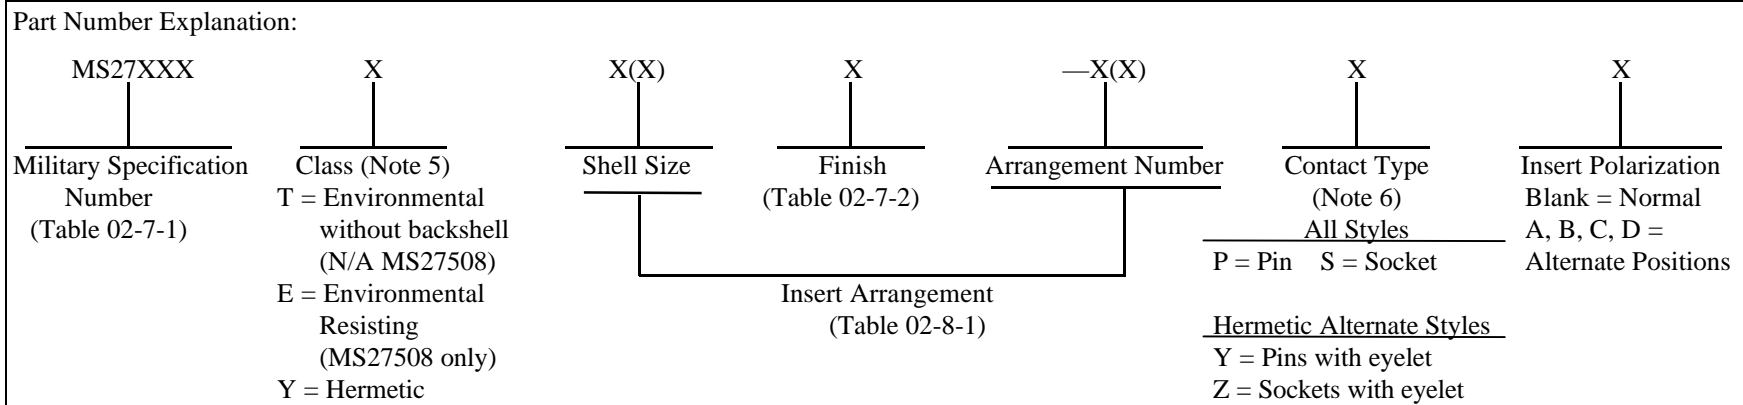 Part Number Explanation:
MS27XXX X X(X) X —X(X) X X
Military Specification
Number
(Table 02-7-1)
Class (Note 5)
T = Environmental
without backshell
(N/A MS27508)
E = Environmental
Resisting
(MS27508 only)
Y = Hermetic
Shell Size
Finish
(Table 02-7-2)
Arrangement Number
Insert Arrangement
(Table 02-8-1)
Contact Type
(Note 6)
All Styles
P = Pin S = Socket
Hermetic Alternate Styles
Y = Pins with eyelet
Z = Sockets with eyelet
Insert Polarization
Blank = Normal
A, B, C, D =
Alternate Positions